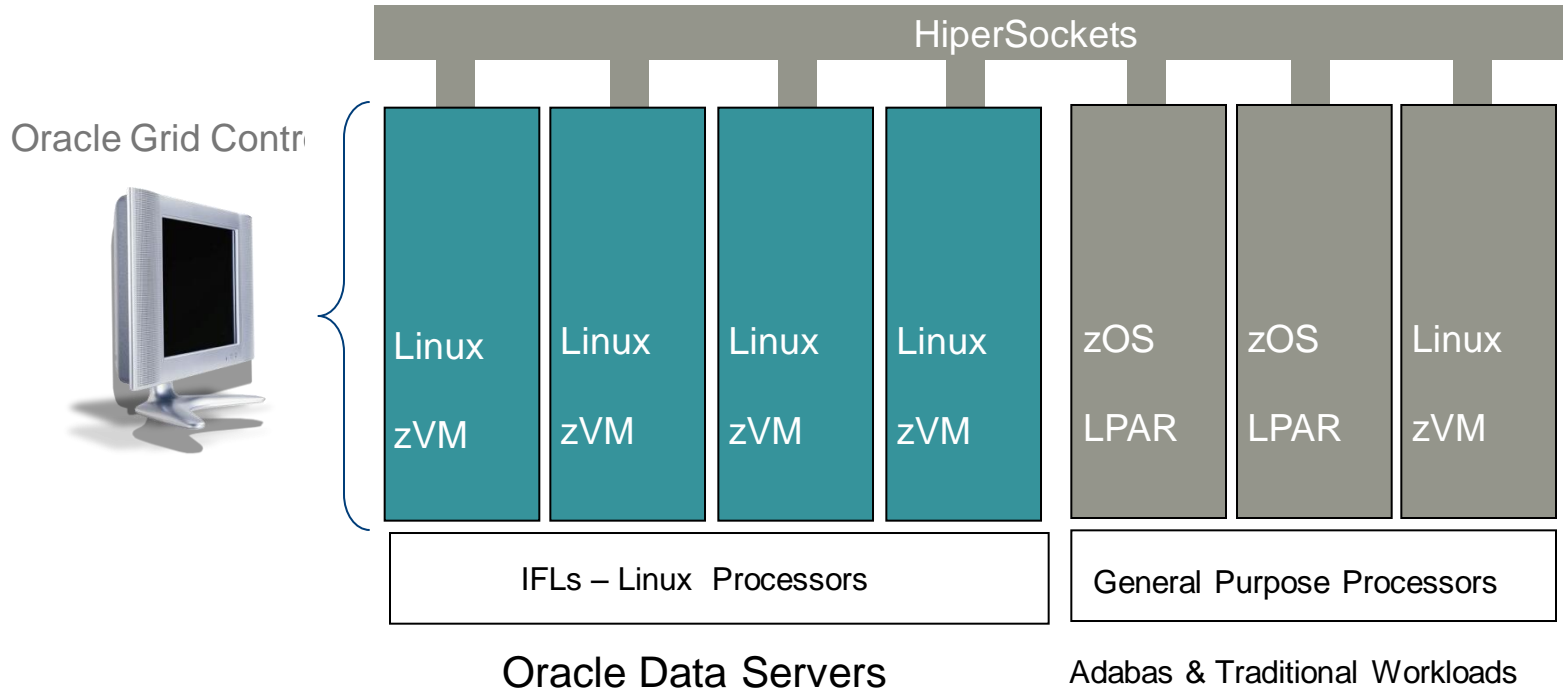 HiperSockets
Oracle Grid Contr
Linux
zVM
Linux
zVM
Linux
zVM
Linux
zVM
zOS
LPAR
zOS
LPAR
Linux
zVM
IFLs – Linux Processors
General Purpose Processors
Oracle Data Servers
Adabas & Traditional Workloads